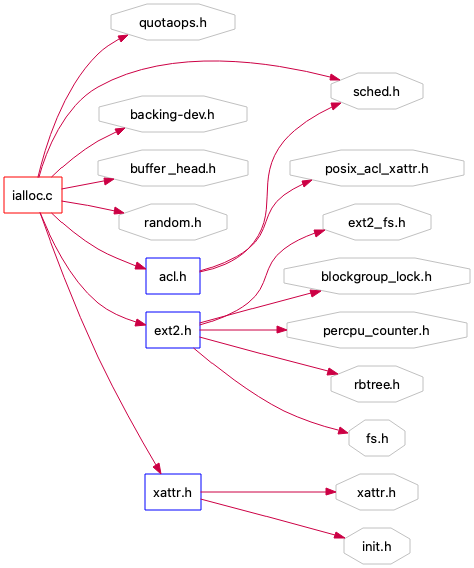 quotaops.h
sched.h
backing-dev.h
buffer_head.h
posix_acl_xattr.h
ialloc.c
random.h
ext2_fs.h
acl.h
blockgroup_lock.h
ext2.h
percpu_counter.h
rbtree.h
fs.h
xattr.h
xattr.h
init.h